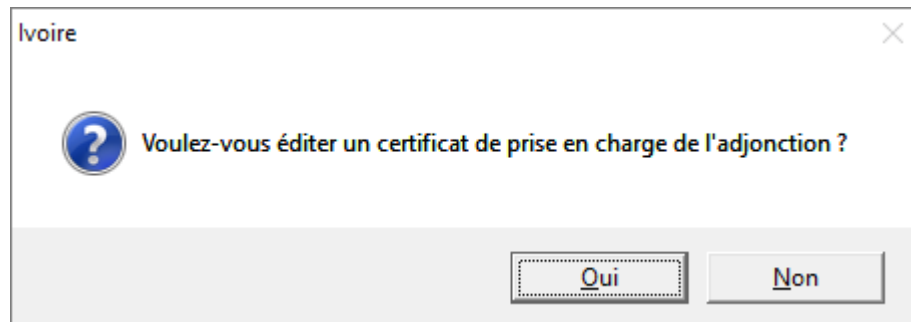 Ivoire
Voulez-vous éditer un certificat de prise en charge de l'adjonction ?
Oui
Non